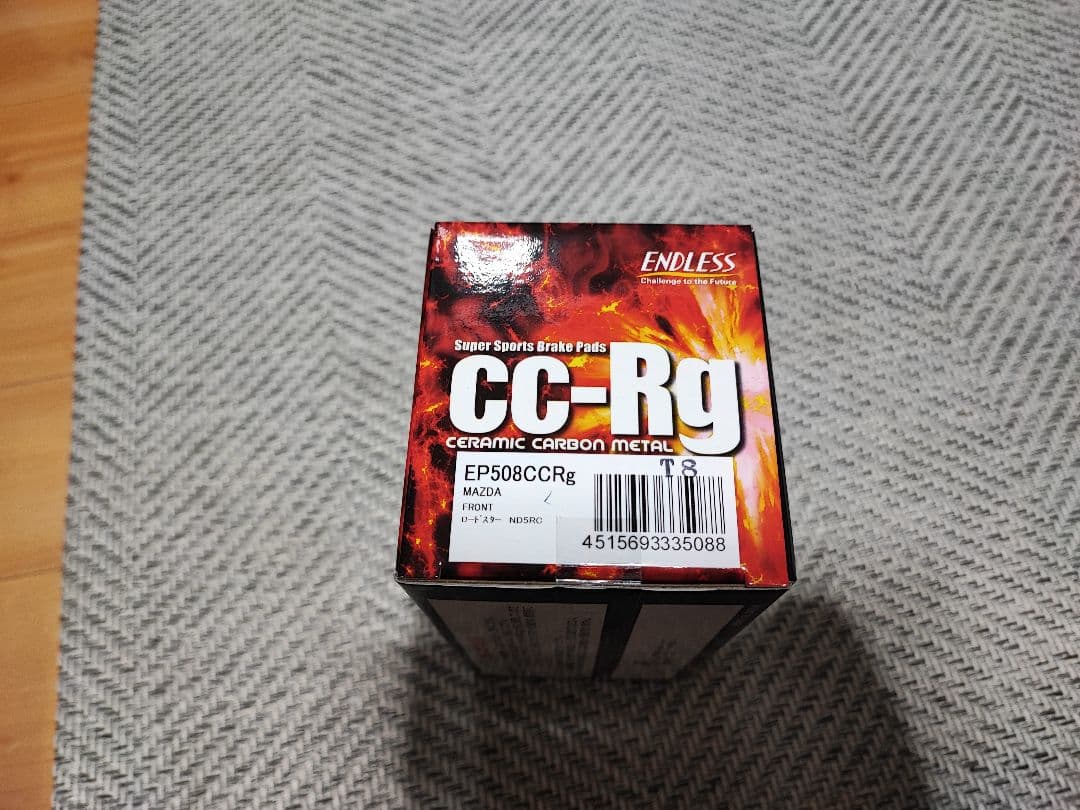 ENDLESS
Challenge to the Future
Super Sports Brake Pads
CC-Rg
CERAMIC CARBON METAL
T8
EP508CCRg
MAZDA
FRONT
ロードスター ND5RC
4515693335088